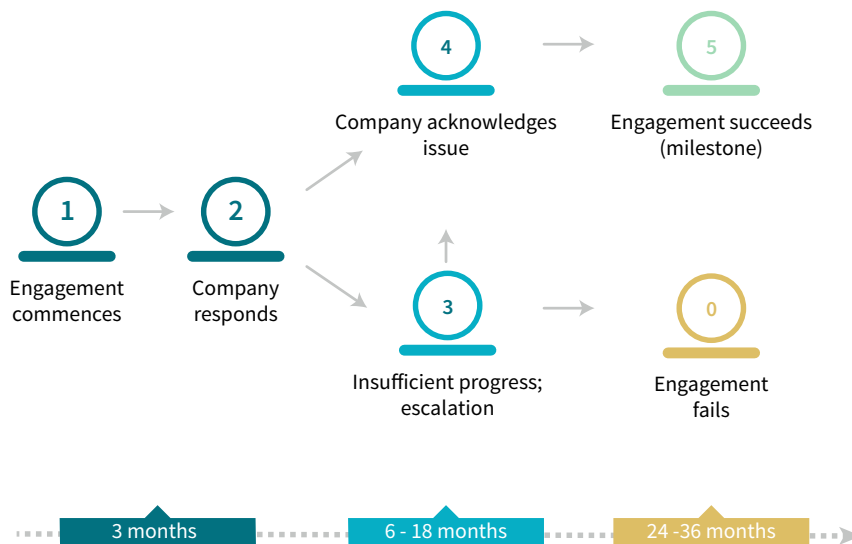 4
Company acknowledges
issue
5
Engagement succeeds
(milestone)
1
Engagement
commences
2
Company
responds
3
Insufficient progress;
escalation
0
Engagement
fails
3 months
6 - 18 months
24 -36 months